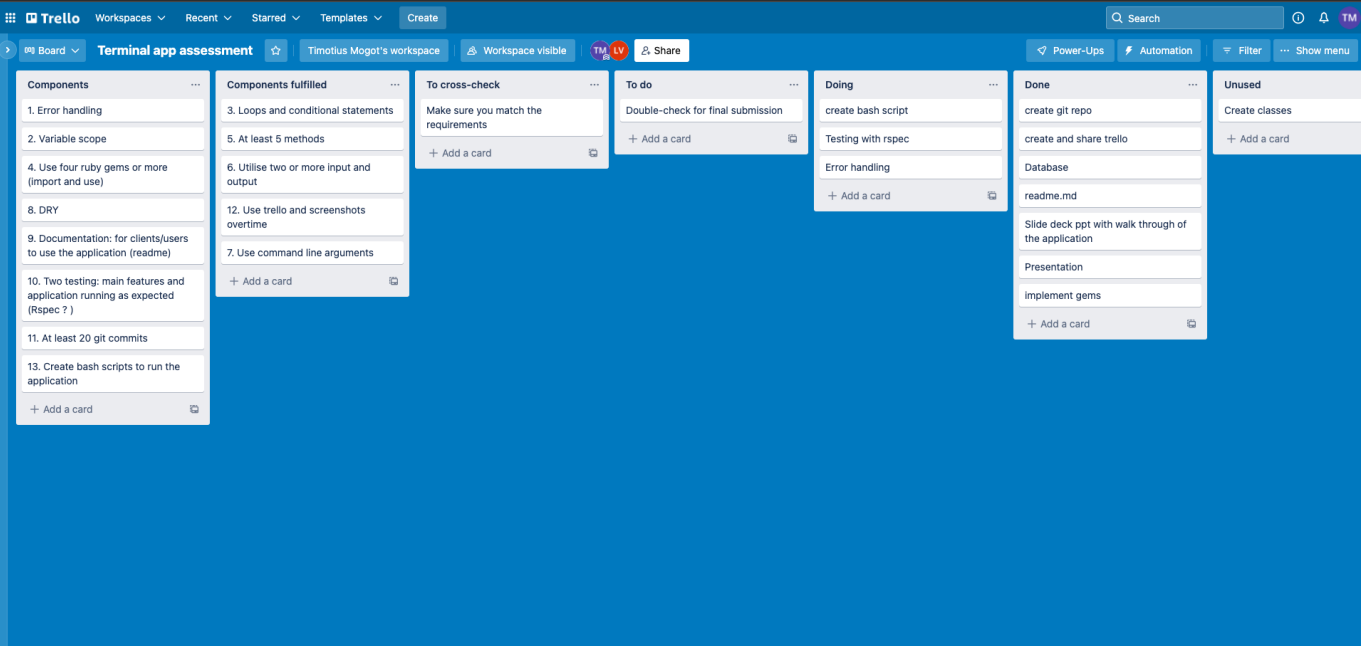 Trello
Workspaces
Recent
Starred
Templates
Create
Search
TM
Board
Terminal app assessment
Timotius Mogot's workspace
Workspace visible
TM
LV
Share
Power-Ups
Automation
Filter
... Show menu
Components
1. Error handling
2. Variable scope
4. Use four ruby gems or more
(import and use)
8. DRY
9. Documentation: for clients/users
to use the application (readme)
10. Two testing: main features and
application running as expected
(Rspec ? )
11. At least 20 git commits
13. Create bash scripts to run the
application
+ Add a card
Components fulfilled
3. Loops and conditional statements
5. At least 5 methods
6. Utilise two or more input and
output
12. Use trello and screenshots
overtime
7. Use command line arguments
+ Add a card
To cross-check
Make sure you match the
requirements
+ Add a card
To do
Double-check for final submission
+ Add a card
Doing
create bash script
Testing with rspec
Error handling
+ Add a card
Done
create git repo
create and share trello
Database
readme.md
Slide deck ppt with walk through of
the application
Presentation
implement gems
+ Add a card
Unused
Create classes
+ Add a card